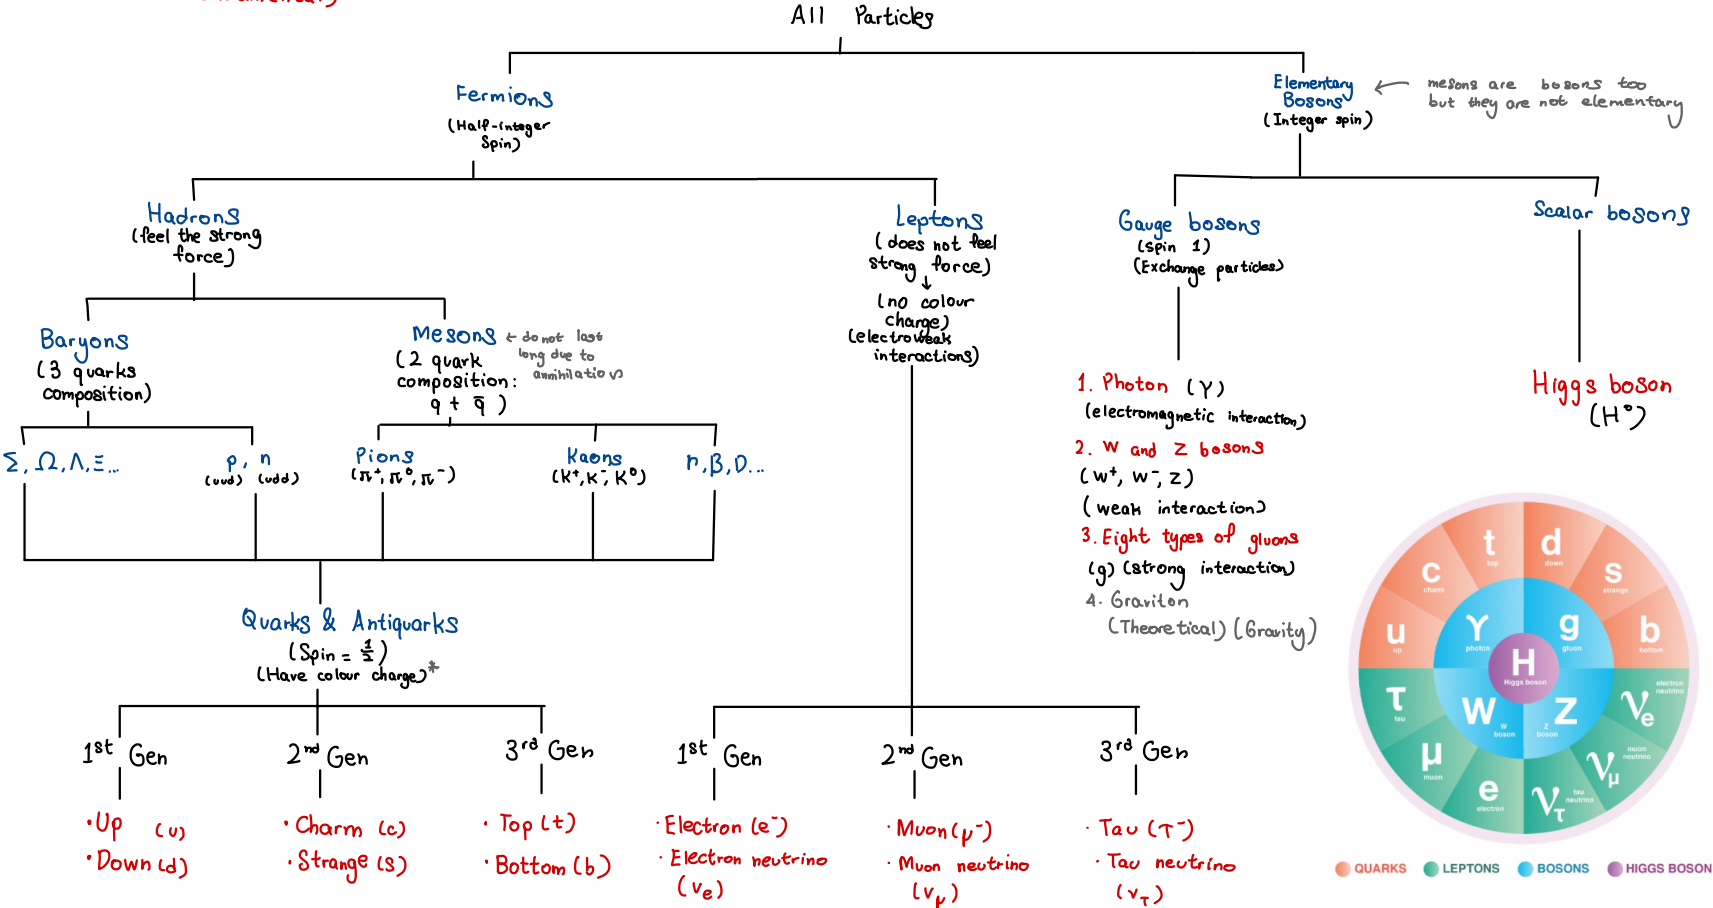 All Particles
Fermions
(Half-integer
Spin)
Elementary
Bosons
(Integer spin)
mesons are bosons too
but they are not elementary
Hadrons
(feel the strong
force)
Leptons
(does not feel
strong force)
↓
(no colour
charge)
(electroweak
interactions)
Gauge bosons
(spin 1)
(Exchange particles)
Scalar bosons
Baryons
(3 quarks
composition)
Mesons
(2 quark
composition:
q + q̅ )
← do not last
long due to
annihilation
Σ, Ω, Λ, Ξ...
p, n
(uud) (udd)
Pions
(π⁺, π⁰, π⁻)
Kaons
(K⁺, K⁻, K⁰)
η, β, D...
1. Photon (γ)
(electromagnetic interaction)
2. W and Z bosons
(W⁺, W⁻, Z)
(weak interaction)
3. Eight types of gluons
(g) (strong interaction)
4. Graviton
(Theoretical) (Gravity)
Higgs boson
(H⁰)
Quarks & Antiquarks
(Spin = 1/2)
(Have colour charge)*
1st Gen
2nd Gen
3rd Gen
1st Gen
2nd Gen
3rd Gen
• Up (u)
• Down (d)
• Charm (c)
• Strange (s)
• Top (t)
• Bottom (b)
• Electron (e⁻)
• Electron neutrino
(νe)
• Muon (μ⁻)
• Muon neutrino
(νμ)
• Tau (τ⁻)
• Tau neutrino
(ντ)
t
top
d
down
c
charm
s
strange
u
up
b
bottom
γ
photon
g
gluon
H
Higgs boson
W
W
boson
Z
Z
boson
τ
tau
νe
electron
neutrino
μ
muon
νμ
muon
neutrino
e
electron
ντ
tau
neutrino
QUARKS LEPTONS BOSONS HIGGS BOSON